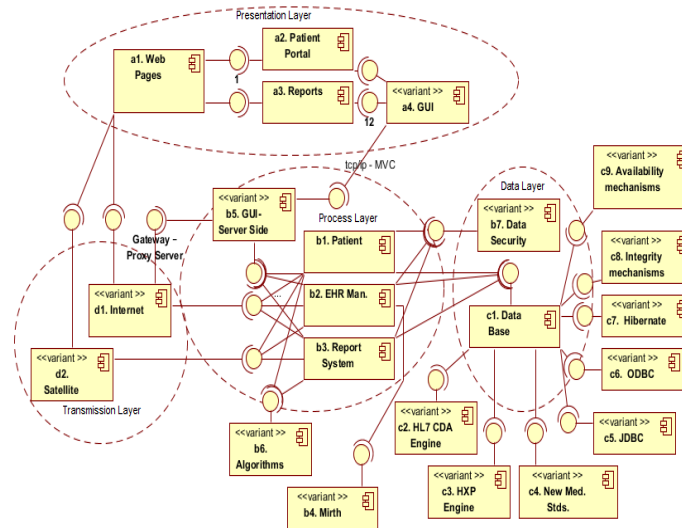 Presentation Layer
a1. Web
Pages
a2. Patient
Portal
1
a3. Reports
12
<<variant >>
a4. GUI
tcp/ip - MVC
<<variant >>
c9. Availability
mechanisms
Data Layer
<<variant >>
b5. GUI-
Server Side
Process Layer
<<variant >>
b7. Data
Security
Gateway –
Proxy Server
b1. Patient
<<variant >>
c8. Integrity
mechanisms
<<variant >>
d1. Internet
...
b2. EHR Man.
<<variant >>
c1. Data
Base
<<variant >>
c7. Hibernate
b3. Report
System
<<variant >>
d2.
Satellite
<<variant >>
c6. ODBC
Transmission Layer
<<variant >>
b6.
Algorithms
<<variant >>
c2. HL7 CDA
Engine
<<variant >>
c5. JDBC
<<variant >>
b4. Mirth
<<variant >>
c3. HXP
Engine
<<variant >>
c4. New Med.
Stds.